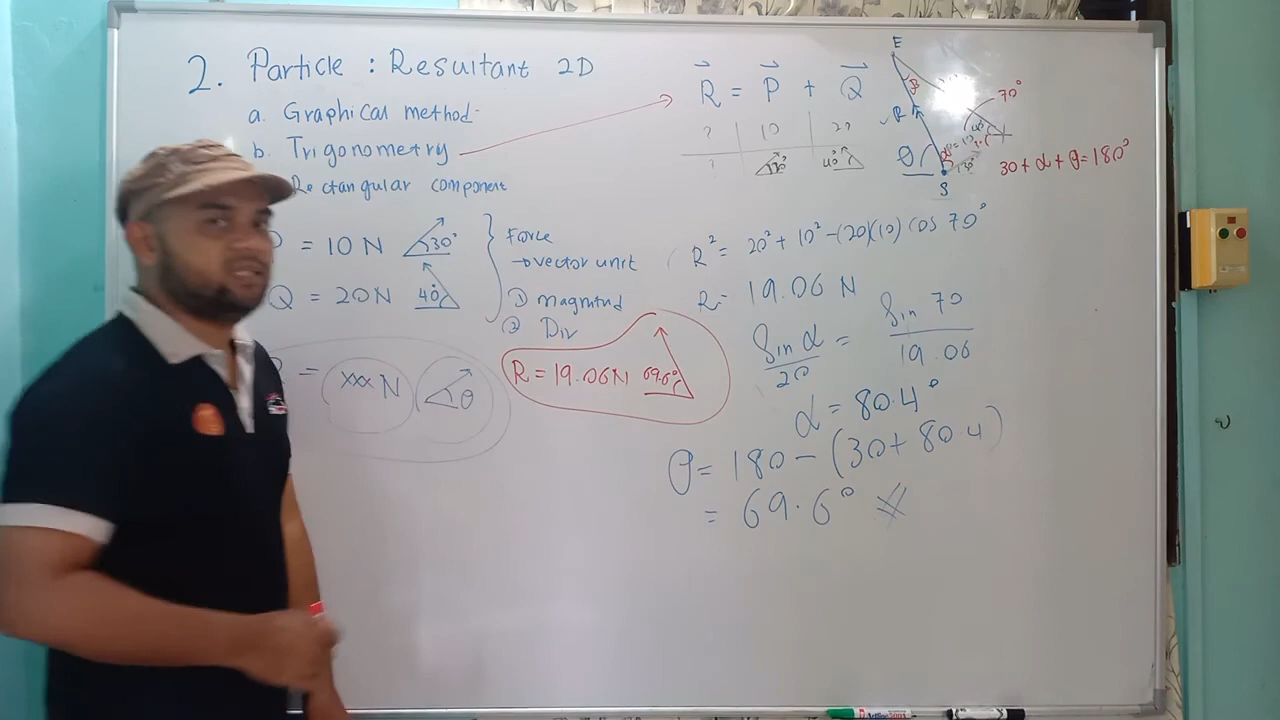 2. Particle : Resultant 2D
a. Graphical method
b. Trigonometry
Rectangular component
= 10 N 30°
Q = 20N 40°
Force
→ vector unit
① magnitud
② Div
= xxx N θ
R = 19.06N 69.6°
R = P + Q
? 10 20
? 30° 40°
E
R
θ
S
70°
30 + α + θ = 180°
R² = 20² + 10² - (20)(10) cos 70°
R = 19.06 N
Sin α / 20 = Sin 70 / 19.06
α = 80.4°
θ = 180 - (30 + 80.4)
= 69.6°